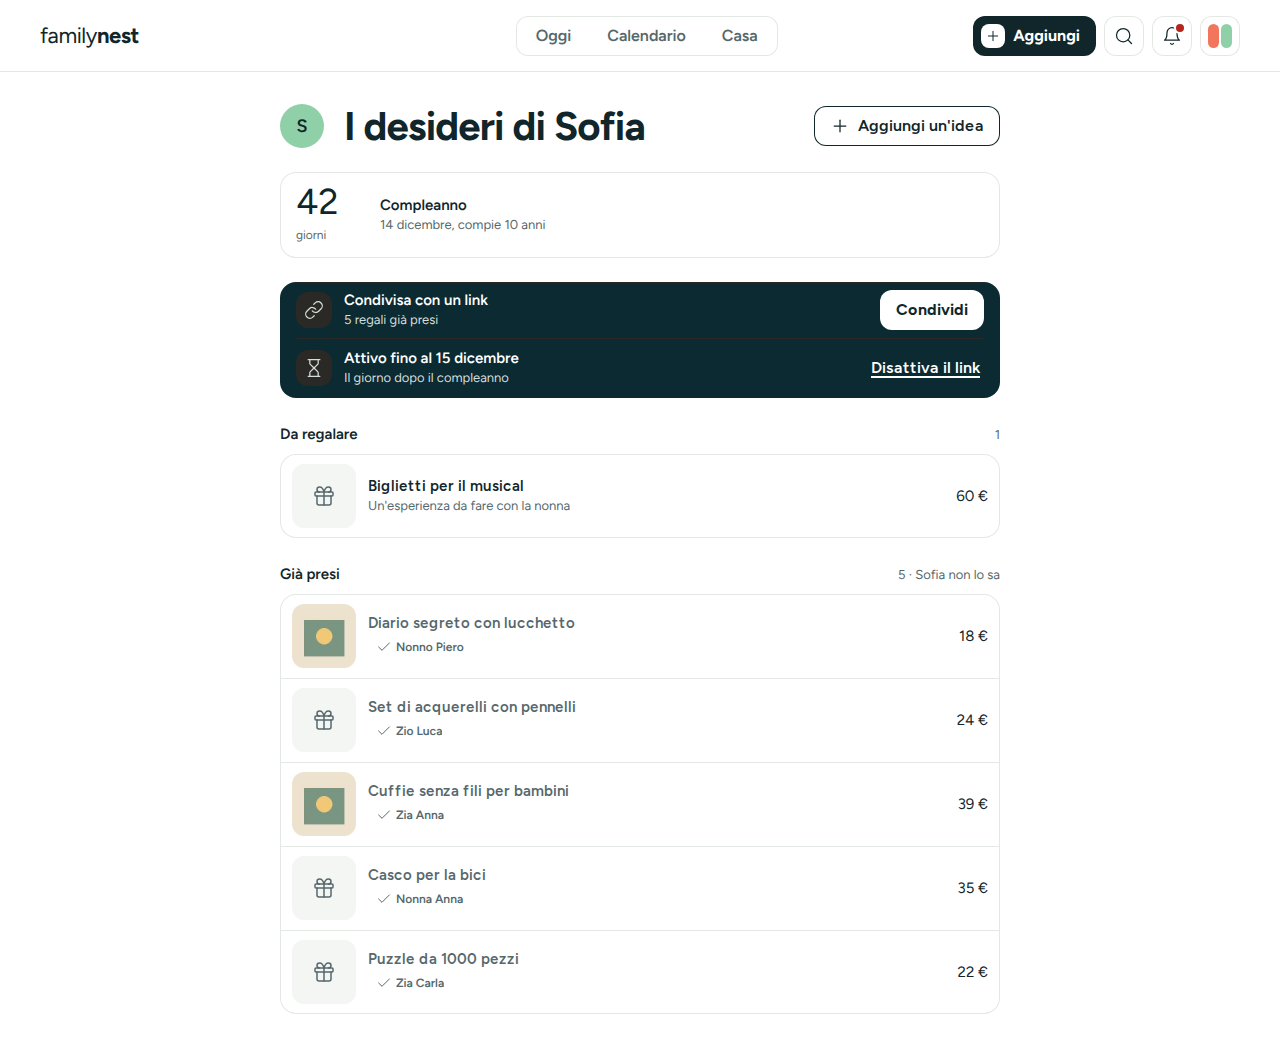 familynest
Oggi Calendario Casa
Aggiungi
S
I desideri di Sofia
Aggiungi un'idea
42
giorni
Compleanno
14 dicembre, compie 10 anni
Condivisa con un link
5 regali già presi
Condividi
Attivo fino al 15 dicembre
Il giorno dopo il compleanno
Disattiva il link
Da regalare
1
Biglietti per il musical
Un'esperienza da fare con la nonna
60 €
Già presi
5 · Sofia non lo sa
Diario segreto con lucchetto
Nonno Piero
18 €
Set di acquerelli con pennelli
Zio Luca
24 €
Cuffie senza fili per bambini
Zia Anna
39 €
Casco per la bici
Nonna Anna
35 €
Puzzle da 1000 pezzi
Zia Carla
22 €